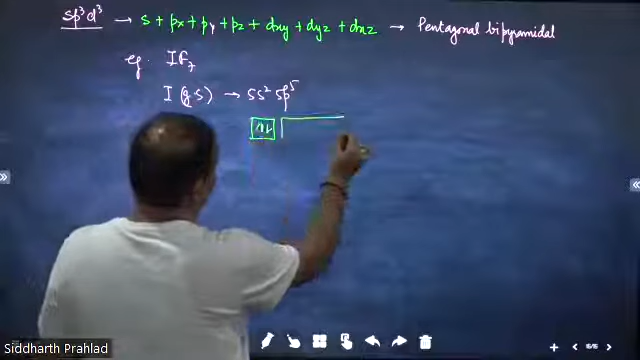 sp³d³ → s + px + py + pz + dxy + dyz + dxz → Pentagonal bipyramidal
eg. IF₇
I (g.s) → 5s² 5p⁵
Siddharth Prahlad